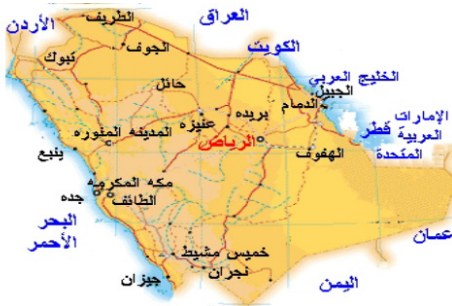 العراق
الأردن
الطريف
الجوف
تبوك
الكويت
الخليج العربي
الجبيل
الدمام
حائل
بريده
عنيزه
المدينه المنوره
الرياض
قطر
الإمارات
العربية
المتحدة
الهفوف
ينبع
مكه المكرمه
جده
الطائف
البحر
الأحمر
عمان
خميس مشيط
نجران
جيزان
اليمن